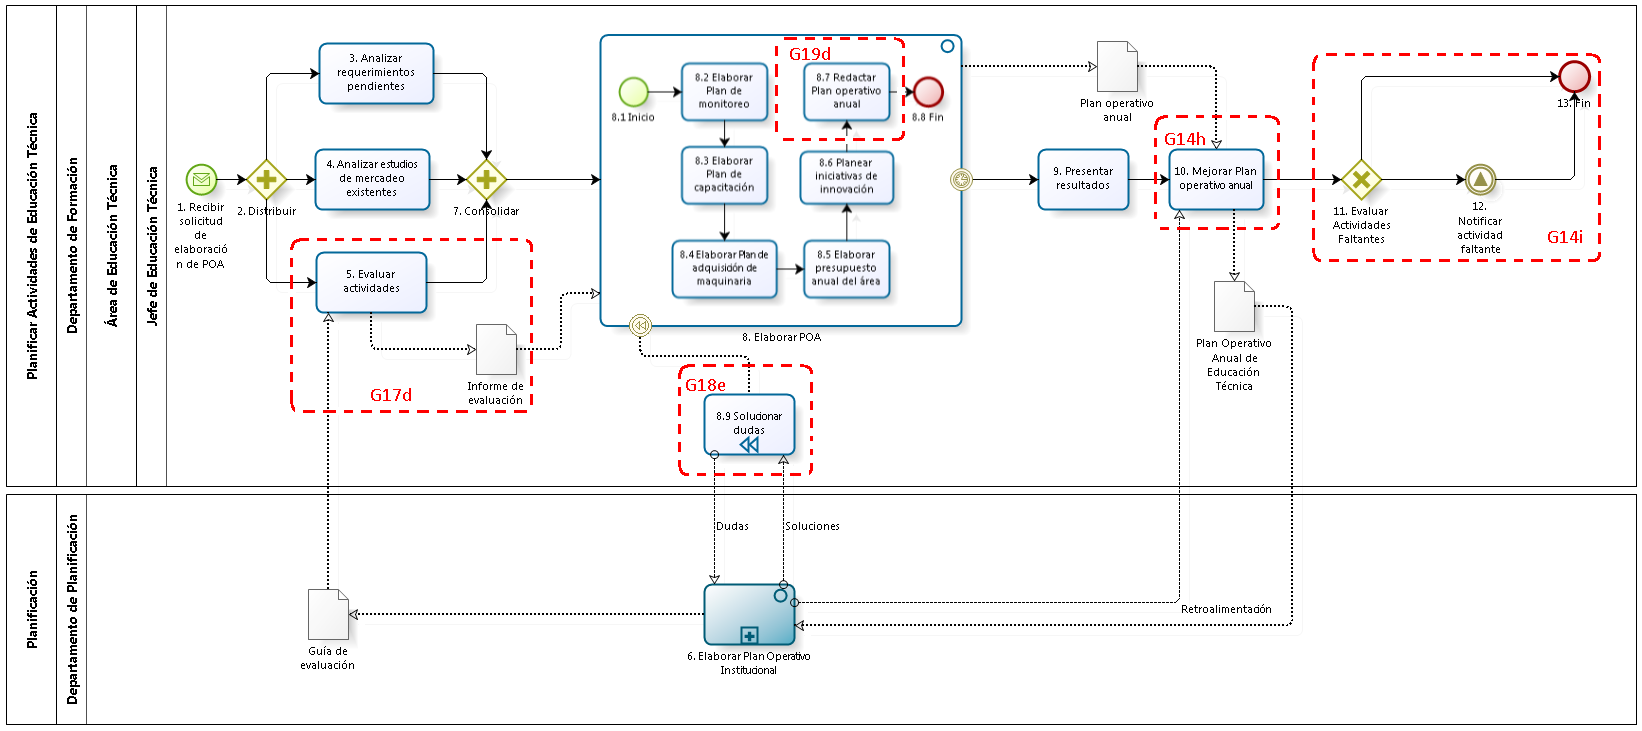 Planificar Actividades de Educación Técnica
Departamento de Formación
Área de Educación Técnica
Jefe de Educación Técnica
1. Recibir
solicitud
de
elaboració
n de POA
2. Distribuir
3. Analizar
requerimientos
pendientes
4. Analizar estudios
de mercadeo
existentes
5. Evaluar
actividades
G17d
Informe de
evaluación
7. Consolidar
8.1 Inicio
8.2 Elaborar
Plan de
monitoreo
8.3 Elaborar
Plan de
capacitación
8.4 Elaborar Plan de
adquisición de
maquinaria
8.5 Elaborar
presupuesto
anual del área
8.6 Planear
iniciativas de
innovación
G19d
8.7 Redactar
Plan operativo
anual
8.8 Fin
8. Elaborar POA
G18e
8.9 Solucionar
dudas
Plan operativo
anual
9. Presentar
resultados
G14h
10. Mejorar Plan
operativo anual
Plan Operativo
Anual de
Educación
Técnica
11. Evaluar
Actividades
Faltantes
12.
Notificar
actividad
faltante
13. Fin
G14i
Planificación
Departamento de Planificación
Dudas
Soluciones
Retroalimentación
Guía de
evaluación
6. Elaborar Plan Operativo
Institucional